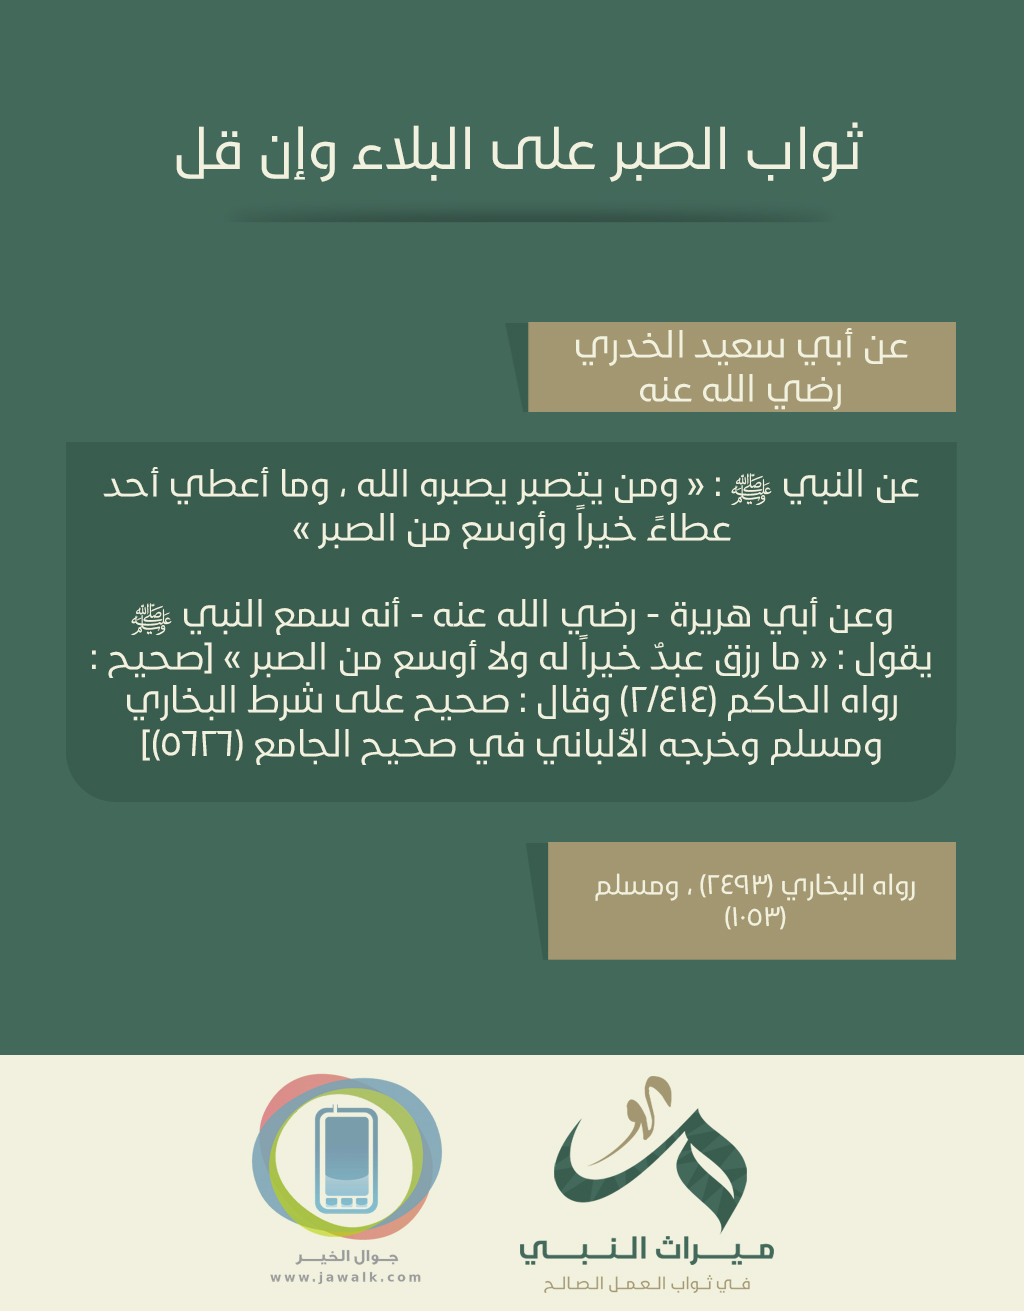 ثواب الصبر على البلاء وإن قل
عن أبي سعيد الخدري
رضي الله عنه
عن النبي ﷺ : « ومن يتصبر يصبره الله ، وما أعطي أحد
عطاءً خيراً وأوسع من الصبر »
وعن أبي هريرة - رضي الله عنه - أنه سمع النبي ﷺ
يقول : « ما رزق عبدٌ خيراً له ولا أوسع من الصبر » [صحيح :
رواه الحاكم (٢/٤١٤) وقال : صحيح على شرط البخاري
ومسلم وخرجه الألباني في صحيح الجامع (٥٦٢٦)]
رواه البخاري (٢٤٩٣) ، ومسلم
(١٠٥٣)
ميراث النبي
في ثواب العمل الصالح
جوال الخير
www.jawalk.com